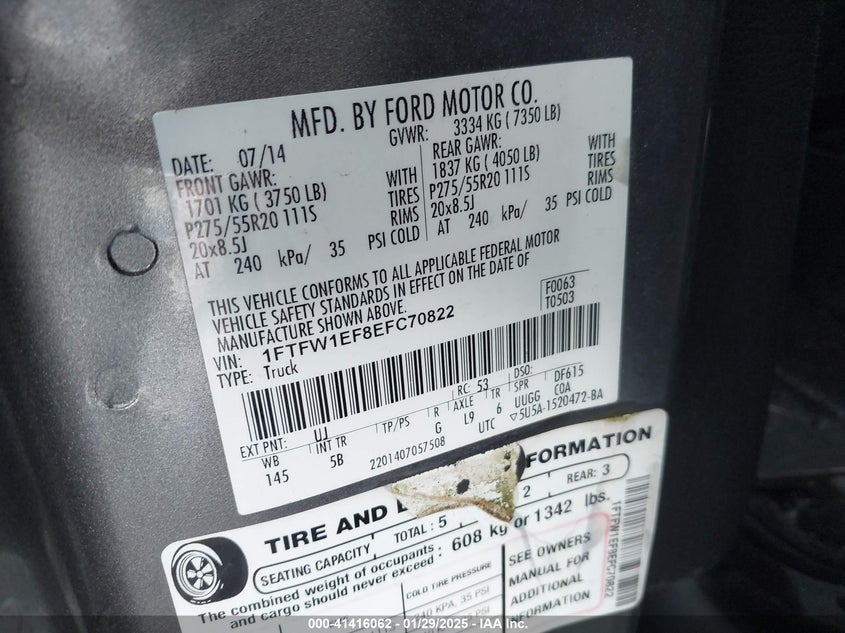 MFD. BY FORD MOTOR CO.
DATE: 07/14 GVWR: 3334 KG ( 7350 LB)
FRONT GAWR: REAR GAWR:
1701 KG ( 3750 LB) WITH 1837 KG ( 4050 LB) WITH
P275/55R20 111S TIRES P275/55R20 111S TIRES
20x8.5J RIMS 20x8.5J RIMS
AT 240 kPa/ 35 PSI COLD AT 240 kPa/ 35 PSI COLD
THIS VEHICLE CONFORMS TO ALL APPLICABLE FEDERAL MOTOR
VEHICLE SAFETY STANDARDS IN EFFECT ON THE DATE OF
MANUFACTURE SHOWN ABOVE.
F0063
T0503
VIN: 1FTFW1EF8EFC70822
TYPE: Truck
EXT PNT: UJ RC: 53 DSO: DF615
WB INT TR TP/PS R AXLE TR SPR COA
145 5B G L9 6 UUGG
2201407057508 UTC ▽5U5A-1520472-BA
TIRE AND FORMATION
SEATING CAPACITY TOTAL: 5 2 REAR: 3
The combined weight of occupants and cargo should never exceed : 608 kg or 1342 lbs.
COLD TIRE PRESSURE
240 KPA, 35 PSI
SEE OWNERS
MANUAL FOR
ADDITIONAL
INFORMATION
1FTFW1EF8EFC70822
000-41416062 - 01/29/2025 - IAA Inc.